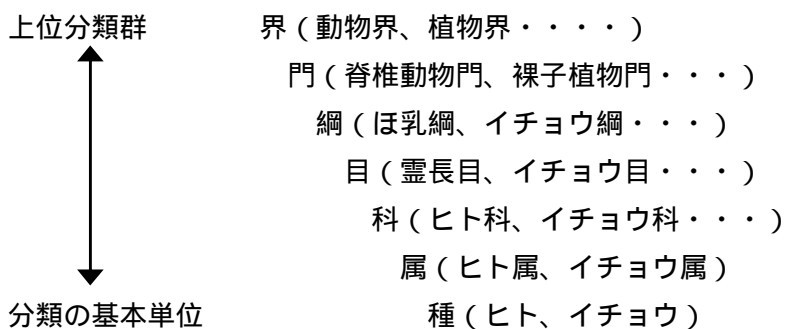 上位分類群　界（動物界、植物界・・・・）
門（脊椎動物門、裸子植物門・・・）
綱（ほ乳綱、イチョウ綱・・・）
目（霊長目、イチョウ目・・・）
科（ヒト科、イチョウ科・・・）
属（ヒト属、イチョウ属）
分類の基本単位　種（ヒト、イチョウ）